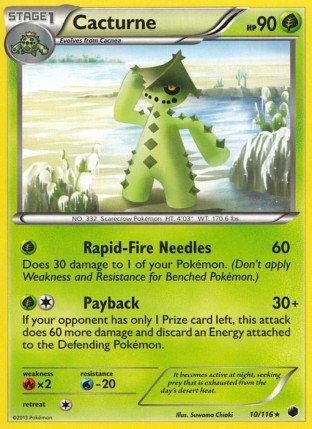 STAGE1 Cacturne HP90
Evolves from Cacnea
NO. 332 Scarecrow Pokémon HT. 4'03" WT. 170.6 lbs.
Rapid-Fire Needles 60
Does 30 damage to 1 of your Pokémon. (Don't apply
Weakness and Resistance for Benched Pokémon.)
Payback 30+
If your opponent has only 1 Prize card left, this attack
does 60 more damage and discard an Energy attached
to the Defending Pokémon.
weakness resistance
×2 -20
retreat
It becomes active at night, seeking
prey that is exhausted from the
day's desert heat.
©2013 Pokémon Illus. Suwama Chiaki 10/116 ★